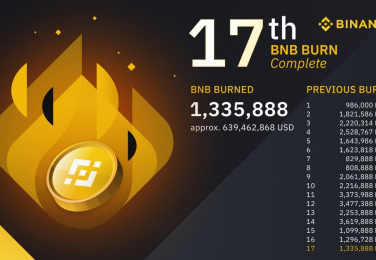 17th
BINAN
BNB BURN
Complete
BNB BURNED
PREVIOUS BUR
1,335,888
approx. 639,462,868 USD
1 986,000
2 1,821,586
3 2,220,314
4 2,528,767
5 1,643,986
6 1,623,818
7 829,888
8 808,888
9 2,061,888
10 2,216,888
11 3,373,988
12 3,477,388
13 2,253,888
14 3,619,888
15 1,099,888
16 1,296,728
17 1,335,888